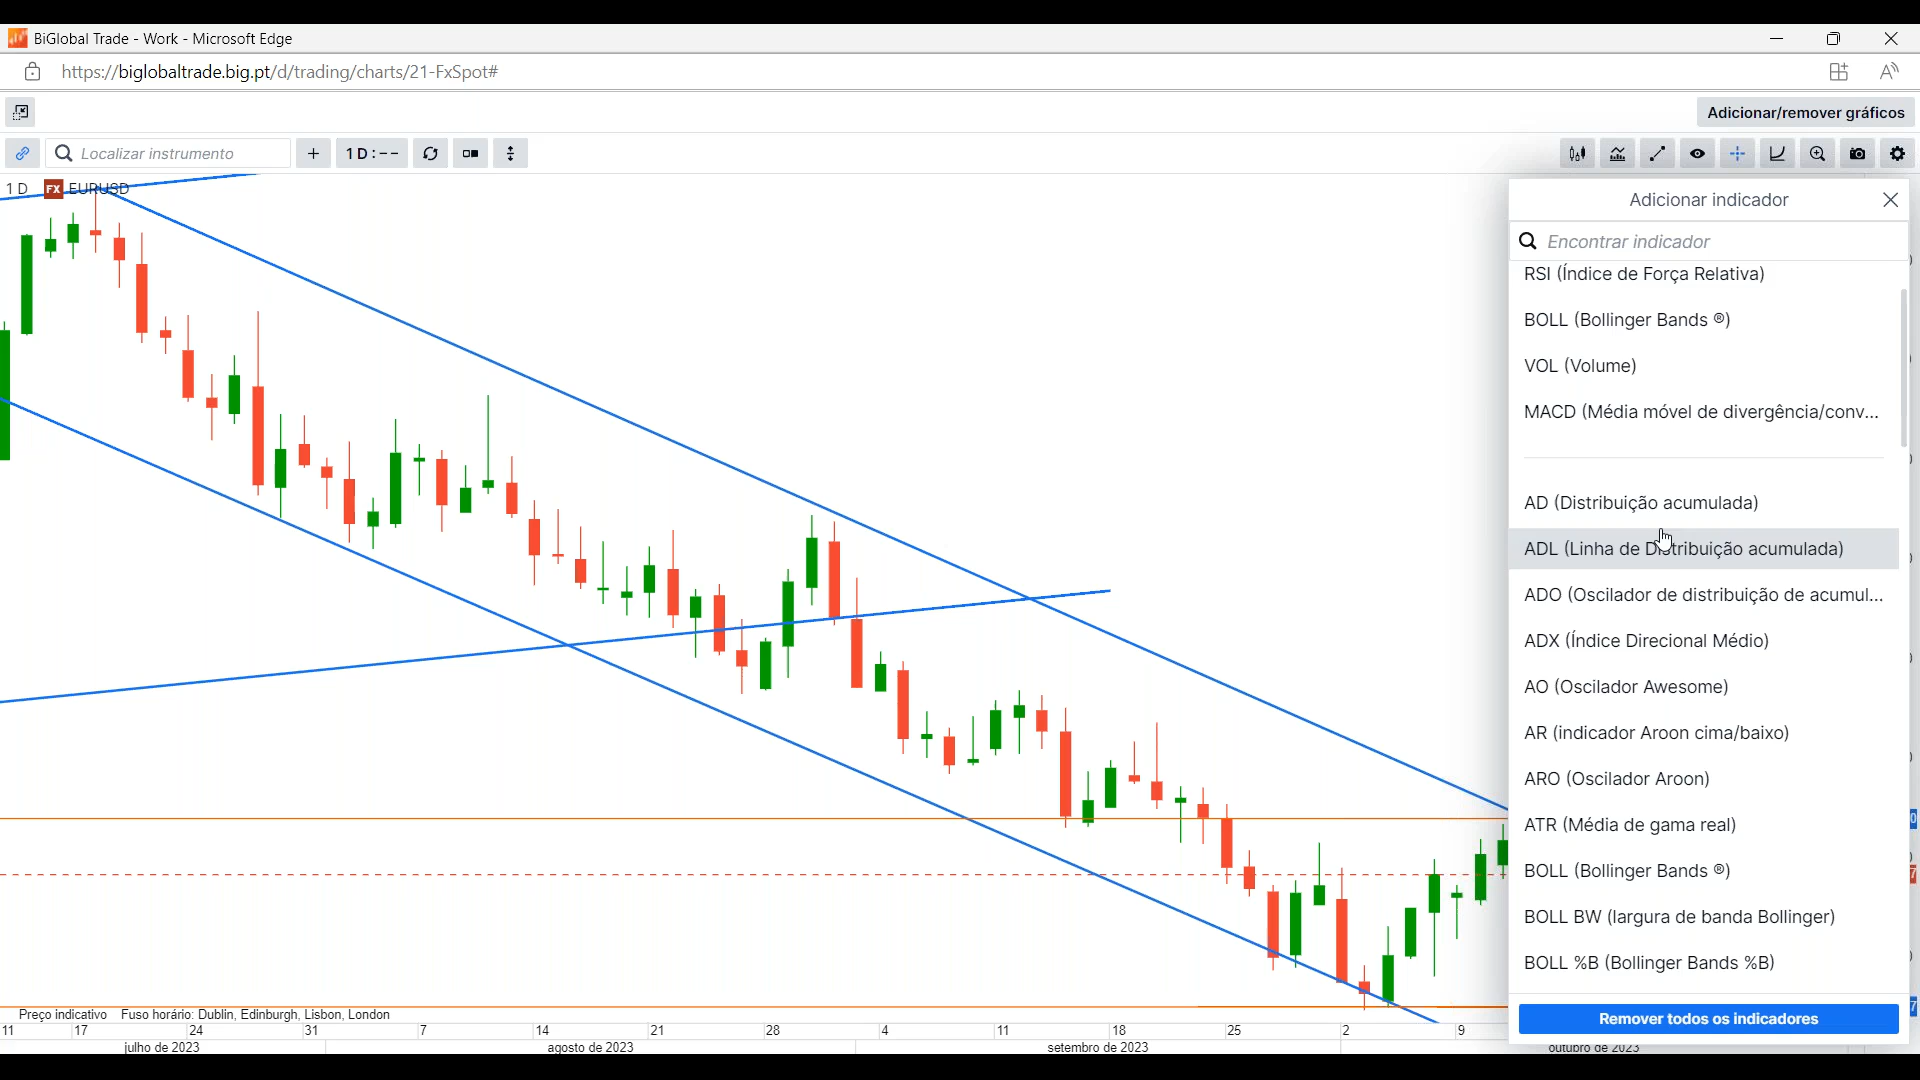 BiGlobal Trade - Work - Microsoft Edge
https://biglobaltrade.big.pt/d/trading/charts/21-FxSpot#
Adicionar/remover gráficos
Localizar instrumento
1 D : --
1 D FX EURUSD
Adicionar indicador
Encontrar indicador
RSI (Índice de Força Relativa)
BOLL (Bollinger Bands ®)
VOL (Volume)
MACD (Média móvel de divergência/conv...
AD (Distribuição acumulada)
ADL (Linha de Distribuição acumulada)
ADO (Oscilador de distribuição de acumul...
ADX (Índice Direcional Médio)
AO (Oscilador Awesome)
AR (indicador Aroon cima/baixo)
ARO (Oscilador Aroon)
ATR (Média de gama real)
BOLL (Bollinger Bands ®)
BOLL BW (largura de banda Bollinger)
BOLL %B (Bollinger Bands %B)
Remover todos os indicadores
Preço indicativo Fuso horário: Dublin, Edinburgh, Lisbon, London
11 17 24 31 7 14 21 28 4 11 18 25 2 9
julho de 2023 agosto de 2023 setembro de 2023 outubro de 2023